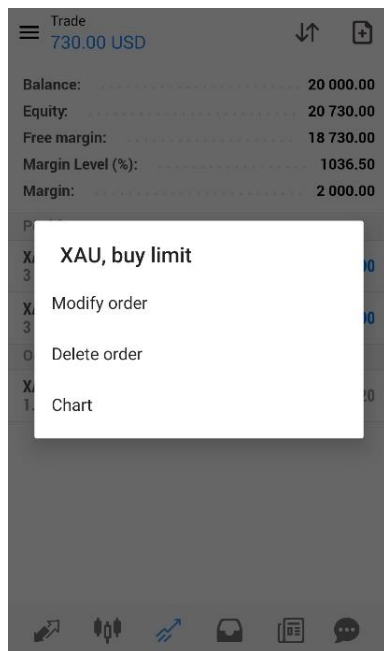 Trade
730.00 USD
Balance: 20 000.00
Equity: 20 730.00
Free margin: 18 730.00
Margin Level (%): 1036.50
Margin: 2 000.00
XAU, buy limit
Modify order
Delete order
Chart